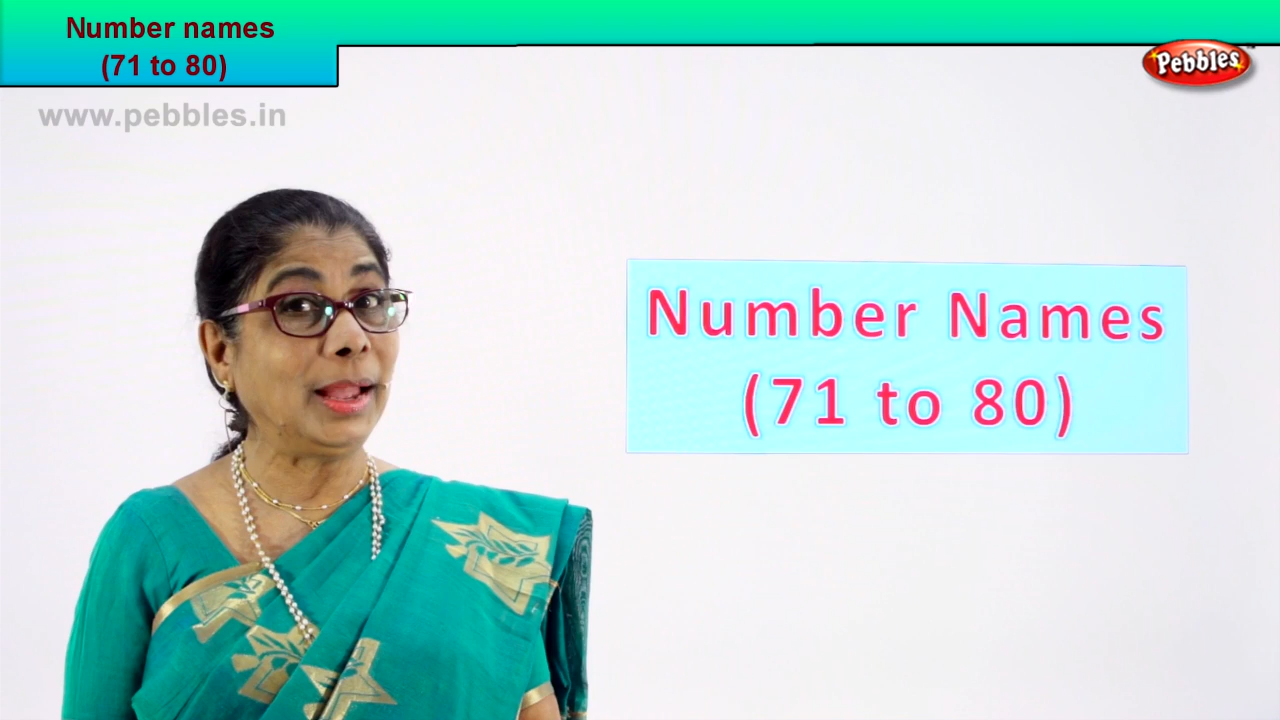 Number names
(71 to 80)
Pebbles
www.pebbles.in
Number Names
(71 to 80)